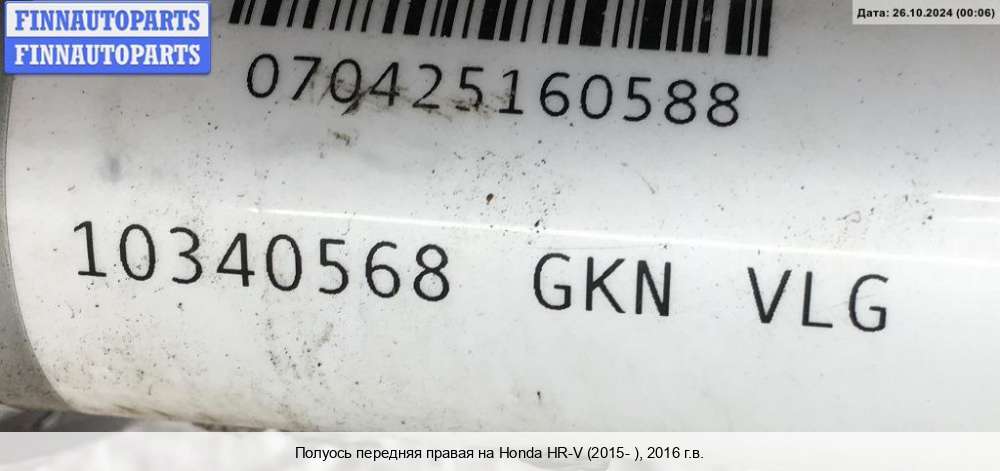 FINNAUTOPARTS
FINNAUTOPARTS
Дата: 26.10.2024 (00:06)
070425160588
10340568 GKN VLG
Полуось передняя правая на Honda HR-V (2015- ), 2016 г.в.